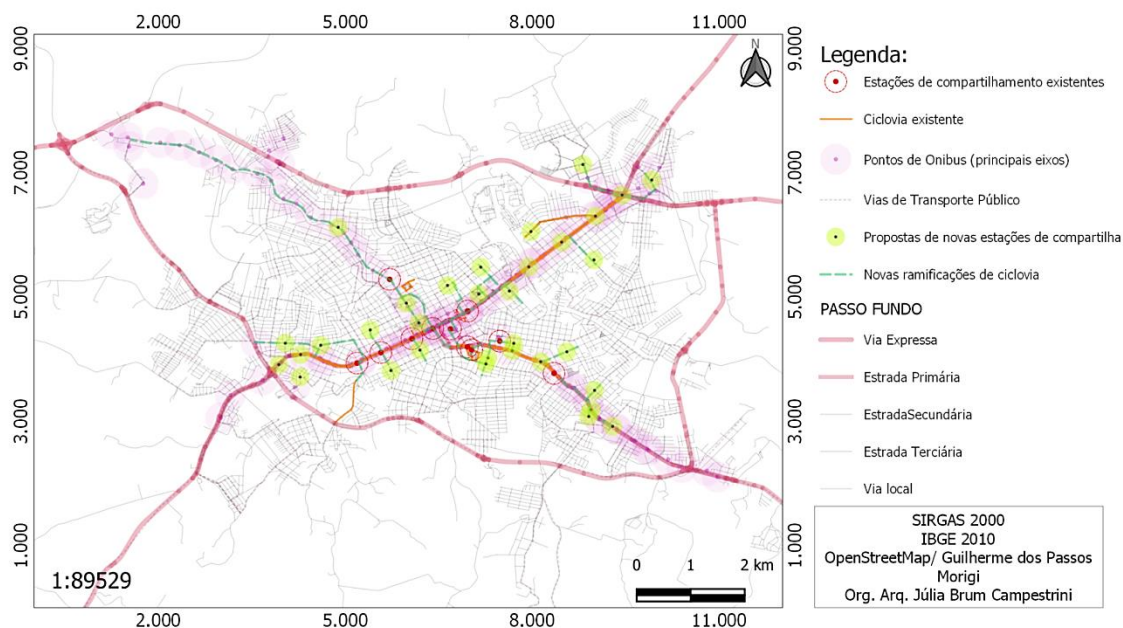 2.000 5.000 8.000 11.000
9.000 9.000
7.000 7.000
5.000 5.000
3.000 3.000
1.000 1.000
N
1:89529
0 1 2 km
2.000 5.000 8.000 11.000
Legenda:
Estações de compartilhamento existentes
Ciclovia existente
Pontos de Onibus (principais eixos)
Vias de Transporte Público
Propostas de novas estações de compartilha
Novas ramificações de ciclovia
PASSO FUNDO
Via Expressa
Estrada Primária
EstradaSecundária
Estrada Terciária
Via local
SIRGAS 2000
IBGE 2010
OpenStreetMap/ Guilherme dos Passos
Morigi
Org. Arq. Júlia Brum Campestrini